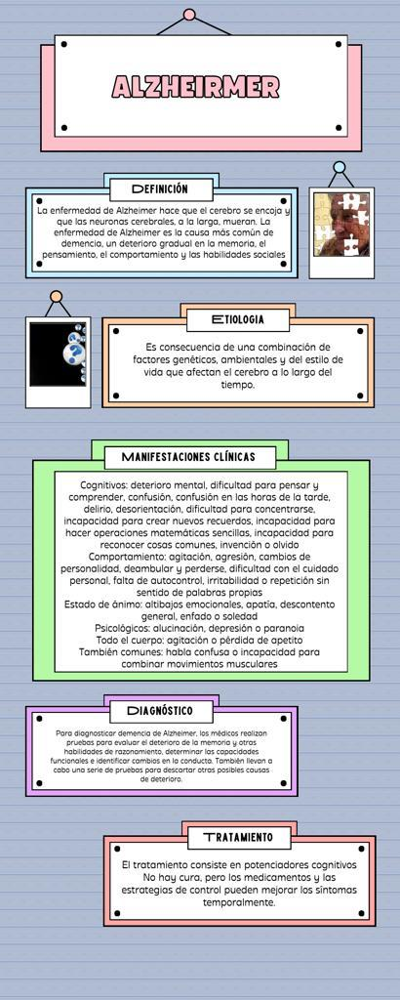 ALZHEIRMER
DEFINICIÓN
La enfermedad de Alzheimer hace que el cerebro se encoja y
que las neuronas cerebrales, a la larga, mueran. La
enfermedad de Alzheimer es la causa más común de
demencia, un deterioro gradual en la memoria, el
pensamiento, el comportamiento y las habilidades sociales
ETIOLOGIA
Es consecuencia de una combinación de
factores genéticos, ambientales y del estilo de
vida que afectan el cerebro a lo largo del
tiempo.
MANIFESTACIONES CLÍNICAS
Cognitivos: deterioro mental, dificultad para pensar y
comprender, confusión, confusión en las horas de la tarde,
delirio, desorientación, dificultad para concentrarse,
incapacidad para crear nuevos recuerdos, incapacidad para
hacer operaciones matemáticas sencillas, incapacidad para
reconocer cosas comunes, invención o olvido
Comportamiento: agitación, agresión, cambios de
personalidad, deambular y perderse, dificultad con el cuidado
personal, falta de autocontrol, irritabilidad o repetición sin
sentido de palabras propias
Estado de ánimo: altibajos emocionales, apatía, descontento
general, enfado o soledad
Psicológicos: alucinación, depresión o paranoia
Todo el cuerpo: agitación o pérdida de apetito
También comunes: habla confusa o incapacidad para
combinar movimientos musculares
DIAGNÓSTICO
Para diagnosticar demencia de Alzheimer, los médicos realizan
pruebas para evaluar el deterioro de la memoria y otras
habilidades de razonamiento, determinar las capacidades
funcionales e identificar cambios en la conducta. También llevan a
cabo una serie de pruebas para descartar otras posibles causas
de deterioro.
TRATAMIENTO
El tratamiento consiste en potenciadores cognitivos
No hay cura, pero los medicamentos y las
estrategias de control pueden mejorar los síntomas
temporalmente.